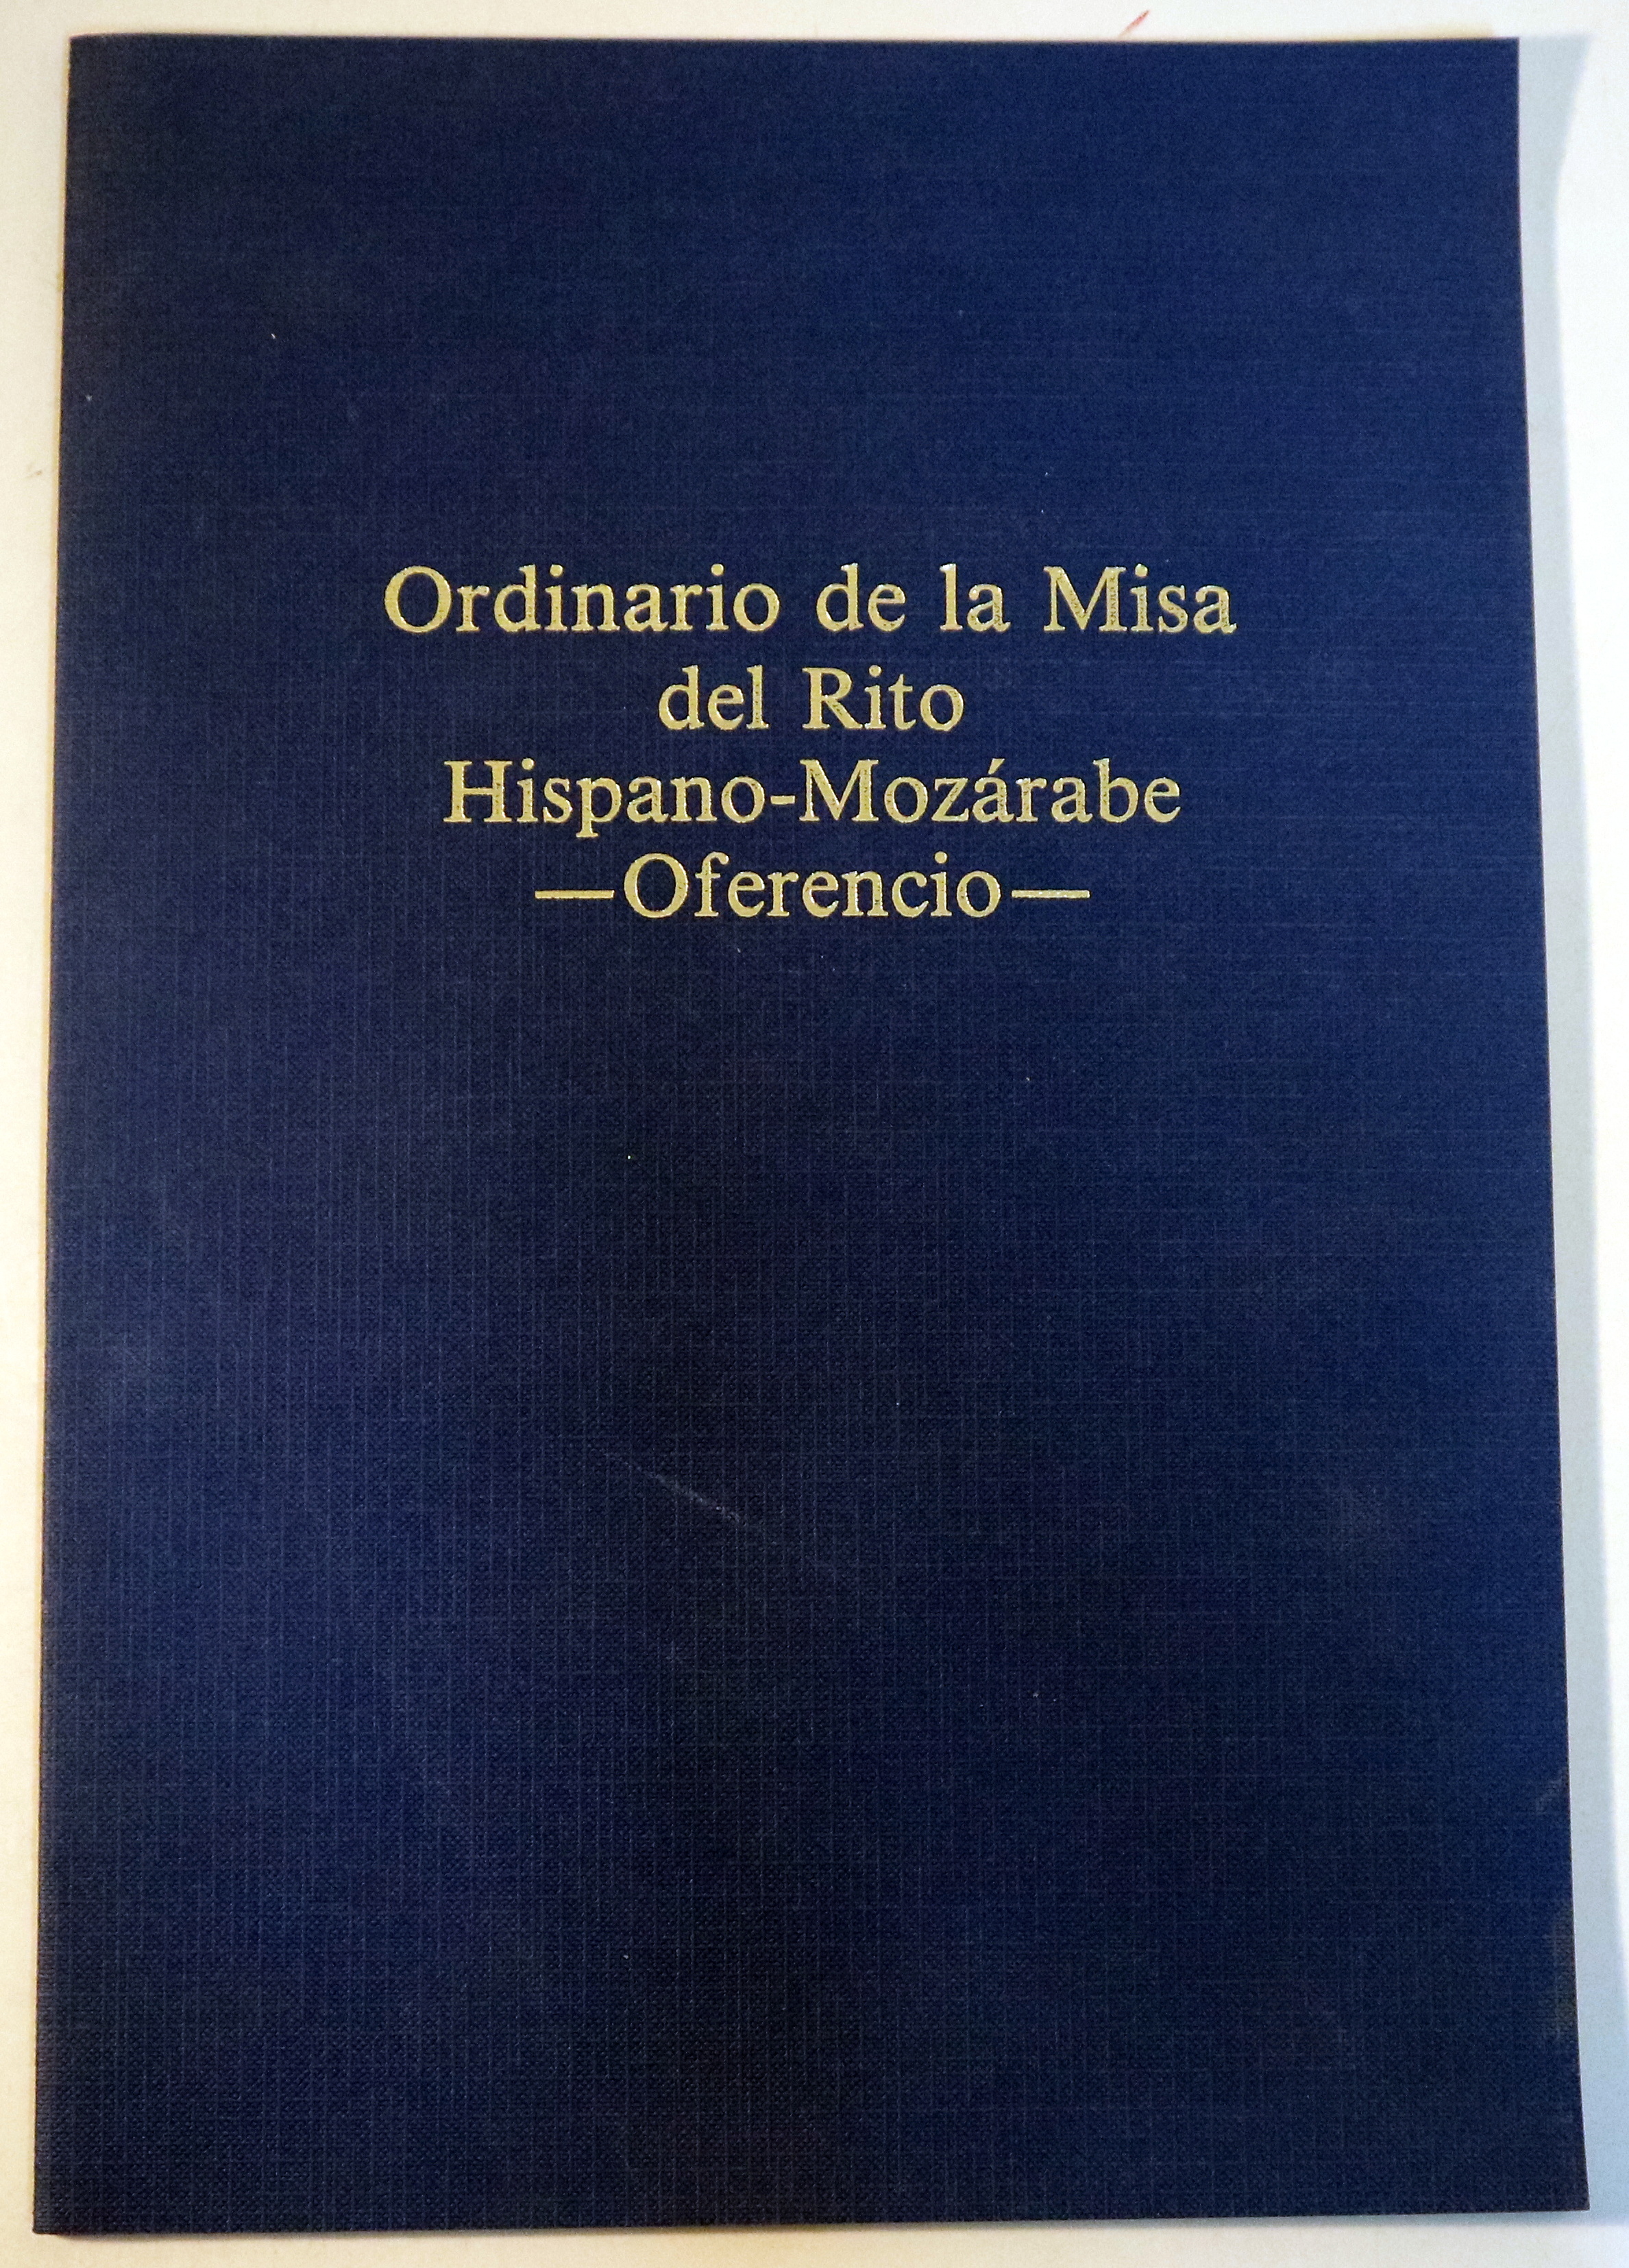 Ordinario de la Misa
del Rito
Hispano-Mozárabe
—Oferencio—